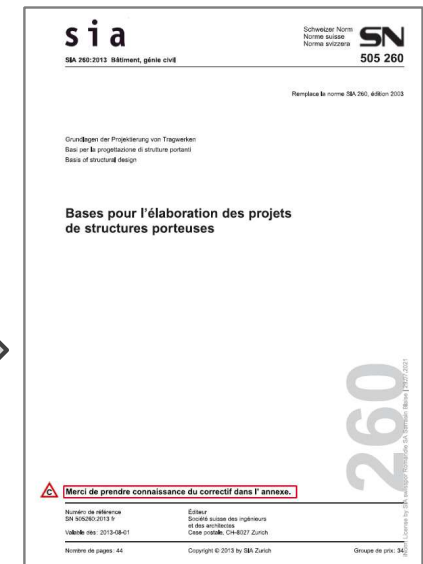 sia
Schweizer Norm
Norme suisse
Norma svizzera
SN
SIA 260:2013 Bâtiment, génie civil
505 260
Remplace la norme SIA 260, édition 2003
Grundlagen der Projektierung von Tragwerken
Basi per la progettazione di strutture portanti
Basis of structural design
Bases pour l'élaboration des projets
de structures porteuses
260
C
Merci de prendre connaissance du correctif dans l' annexe.
Numéro de référence
SN 505260:2013 fr
Valable dès: 2013-08-01
Nombre de pages: 44
Éditeur
Société suisse des ingénieurs
et des architectes
Case postale, CH-8027 Zurich
Copyright © 2013 by SIA Zurich
Groupe de prix: 34